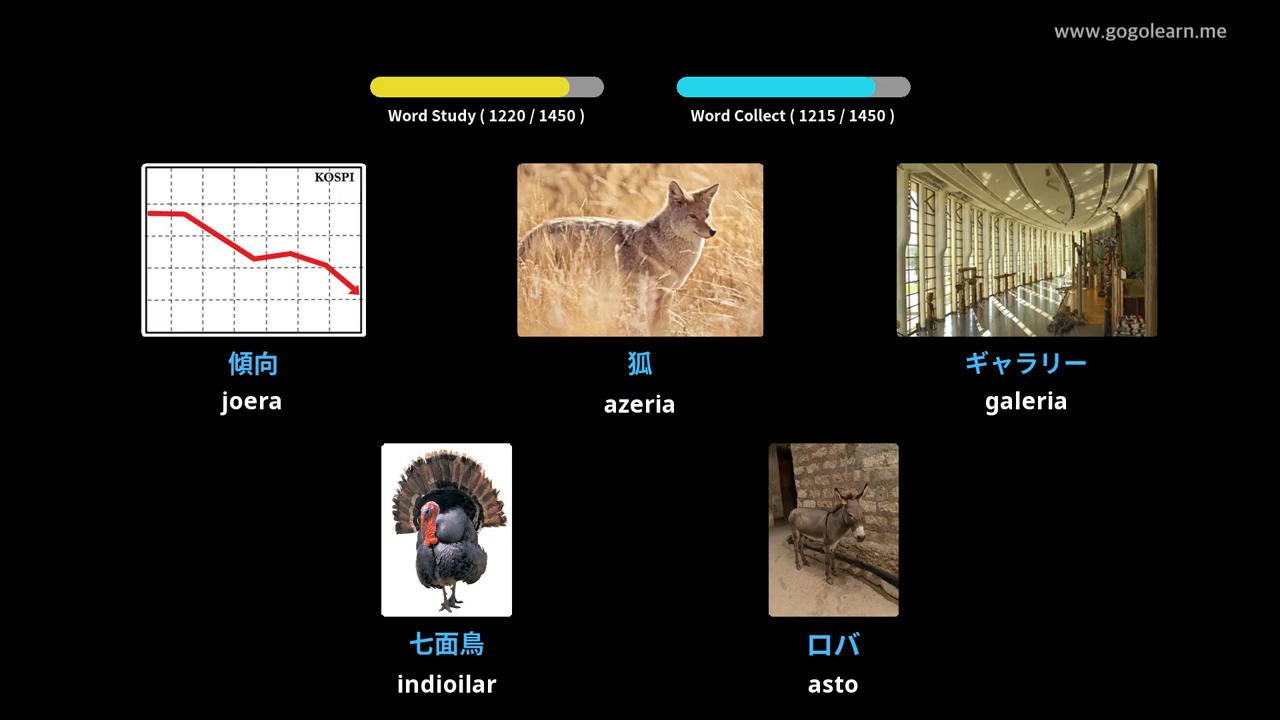 www.gogolearn.me
Word Study ( 1220 / 1450 )
Word Collect ( 1215 / 1450 )
KOSPI
傾向
joera
狐
azeria
ギャラリー
galeria
七面鳥
indioilar
ロバ
asto